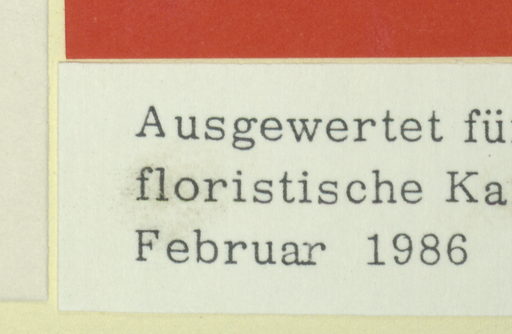 Ausgewertet fü
floristische Ka
Februar 1986